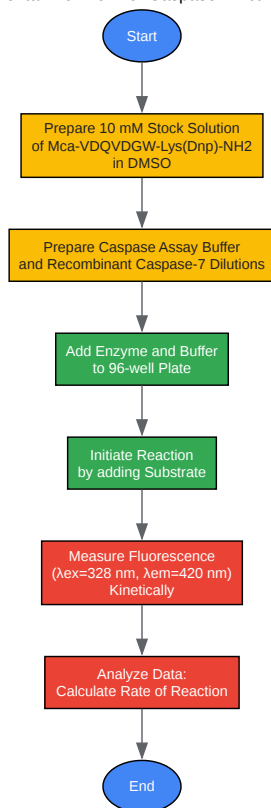 Start
Prepare 10 mM Stock Solution
of Mca-VDQVDGW-Lys(Dnp)-NH2
in DMSO
Prepare Caspase Assay Buffer
and Recombinant Caspase-7 Dilutions
Add Enzyme and Buffer
to 96-well Plate
Initiate Reaction
by adding Substrate
Measure Fluorescence
(λex=328 nm, λem=420 nm)
Kinetically
Analyze Data:
Calculate Rate of Reaction
End